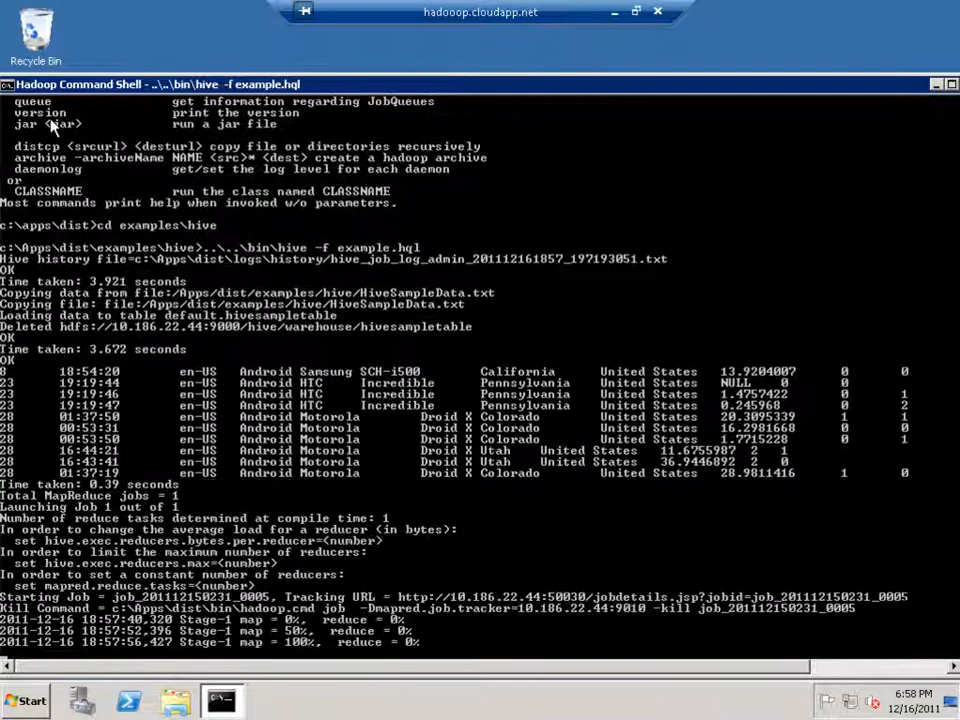 hadooop.cloudapp.net
Recycle Bin
Hadoop Command Shell - ..\..\bin\hive -f example.hql
queue get information regarding JobQueues
version print the version
jar <jar> run a jar file
distcp <srcurl> <desturl> copy file or directories recursively
archive -archiveName NAME <src>* <dest> create a hadoop archive
daemonlog get/set the log level for each daemon
or
CLASSNAME run the class named CLASSNAME
Most commands print help when invoked w/o parameters.
c:\apps\dist>cd examples\hive
c:\Apps\dist\examples\hive>..\..\bin\hive -f example.hql
Hive history file=c:\Apps\dist\logs\history/hive_job_log_admin_201112161857_197193051.txt
OK
Time taken: 3.921 seconds
Copying data from file:/Apps/dist/examples/hive/HiveSampleData.txt
Copying file: file:/Apps/dist/examples/hive/HiveSampleData.txt
Loading data to table default.hivesampletable
Deleted hdfs://10.186.22.44:9000/hive/warehouse/hivesampletable
OK
Time taken: 3.672 seconds
OK
8 18:54:20 en-US Android Samsung SCH-i500 California United States 13.9204007 0 0
23 19:19:44 en-US Android HTC Incredible Pennsylvania United States NULL 0 0
23 19:19:46 en-US Android HTC Incredible Pennsylvania United States 1.4757422 0 1
23 19:19:47 en-US Android HTC Incredible Pennsylvania United States 0.245968 0 2
28 01:37:50 en-US Android Motorola Droid X Colorado United States 20.3095339 1 1
28 00:53:31 en-US Android Motorola Droid X Colorado United States 16.2981668 0 0
28 00:53:50 en-US Android Motorola Droid X Colorado United States 1.7715228 0 1
28 16:44:21 en-US Android Motorola Droid X Utah United States 11.6755987 2 1
28 16:43:41 en-US Android Motorola Droid X Utah United States 36.9446892 2 0
28 01:37:19 en-US Android Motorola Droid X Colorado United States 28.9811416 1 0
Time taken: 0.39 seconds
Total MapReduce jobs = 1
Launching Job 1 out of 1
Number of reduce tasks determined at compile time: 1
In order to change the average load for a reducer (in bytes):
set hive.exec.reducers.bytes.per.reducer=<number>
In order to limit the maximum number of reducers:
set hive.exec.reducers.max=<number>
In order to set a constant number of reducers:
set mapred.reduce.tasks=<number>
Starting Job = job_201112150231_0005, Tracking URL = http://10.186.22.44:50030/jobdetails.jsp?jobid=job_201112150231_0005
Kill Command = c:\Apps\dist\bin\hadoop.cmd job -Dmapred.job.tracker=10.186.22.44:9010 -kill job_201112150231_0005
2011-12-16 18:57:40,320 Stage-1 map = 0%, reduce = 0%
2011-12-16 18:57:52,396 Stage-1 map = 50%, reduce = 0%
2011-12-16 18:57:56,427 Stage-1 map = 100%, reduce = 0%
Start
6:58 PM
12/16/2011